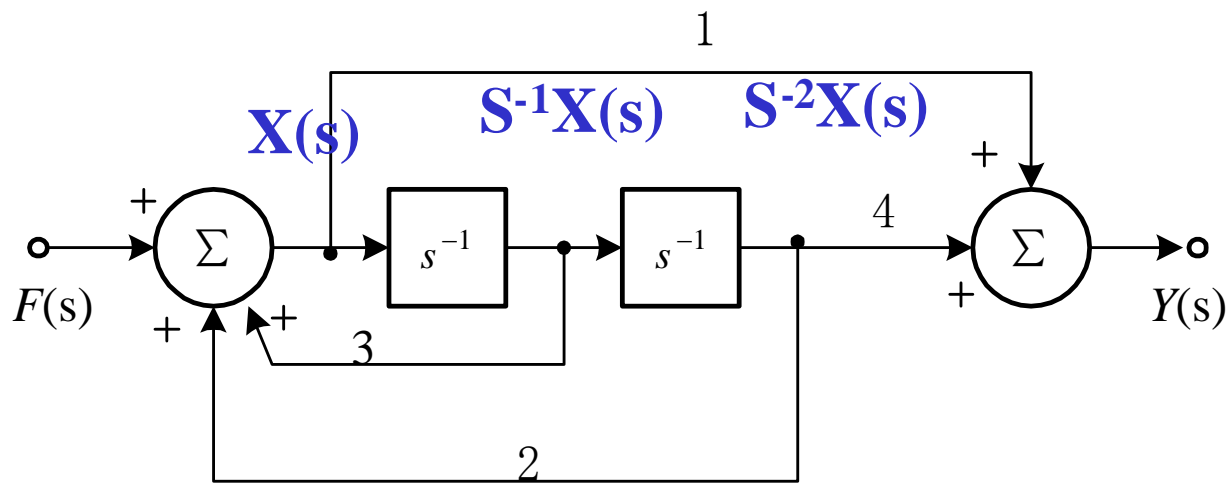 1
X(s)
S⁻¹X(s)
S⁻²X(s)
+
+
Σ
s⁻¹
s⁻¹
4
Σ
F(s)
+
+
3
+
Y(s)
2